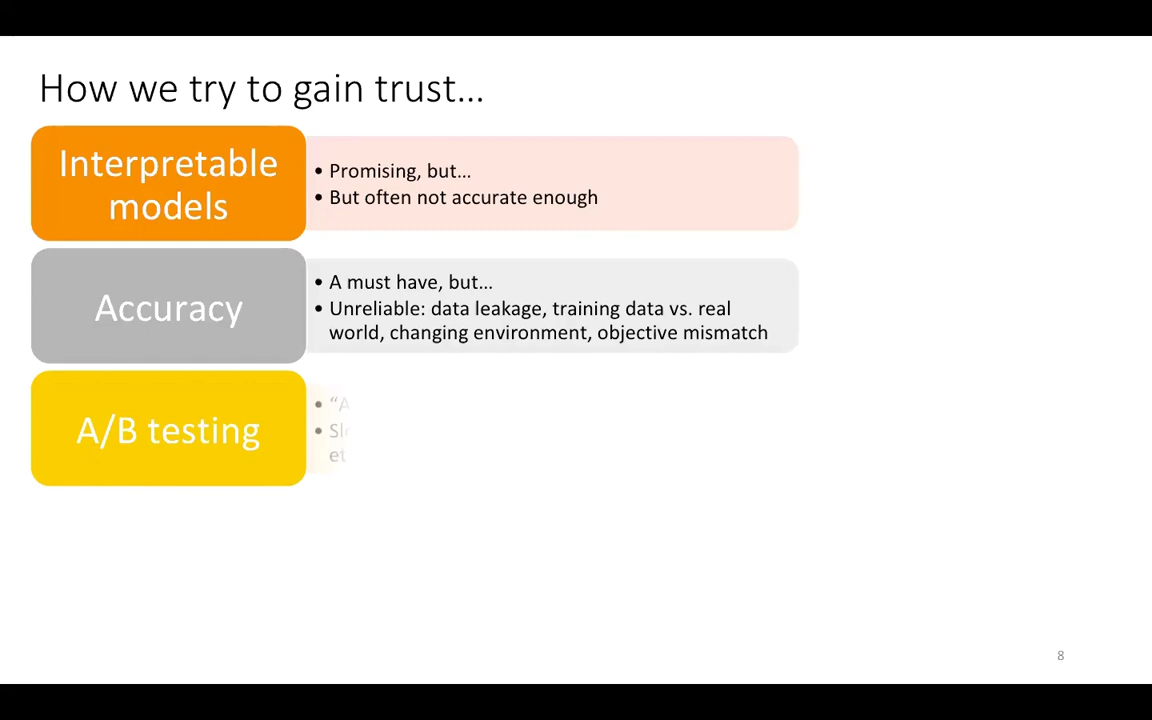 How we try to gain trust...
Interpretable
models
• Promising, but...
• But often not accurate enough
Accuracy
• A must have, but...
• Unreliable: data leakage, training data vs. real
world, changing environment, objective mismatch
A/B testing
8